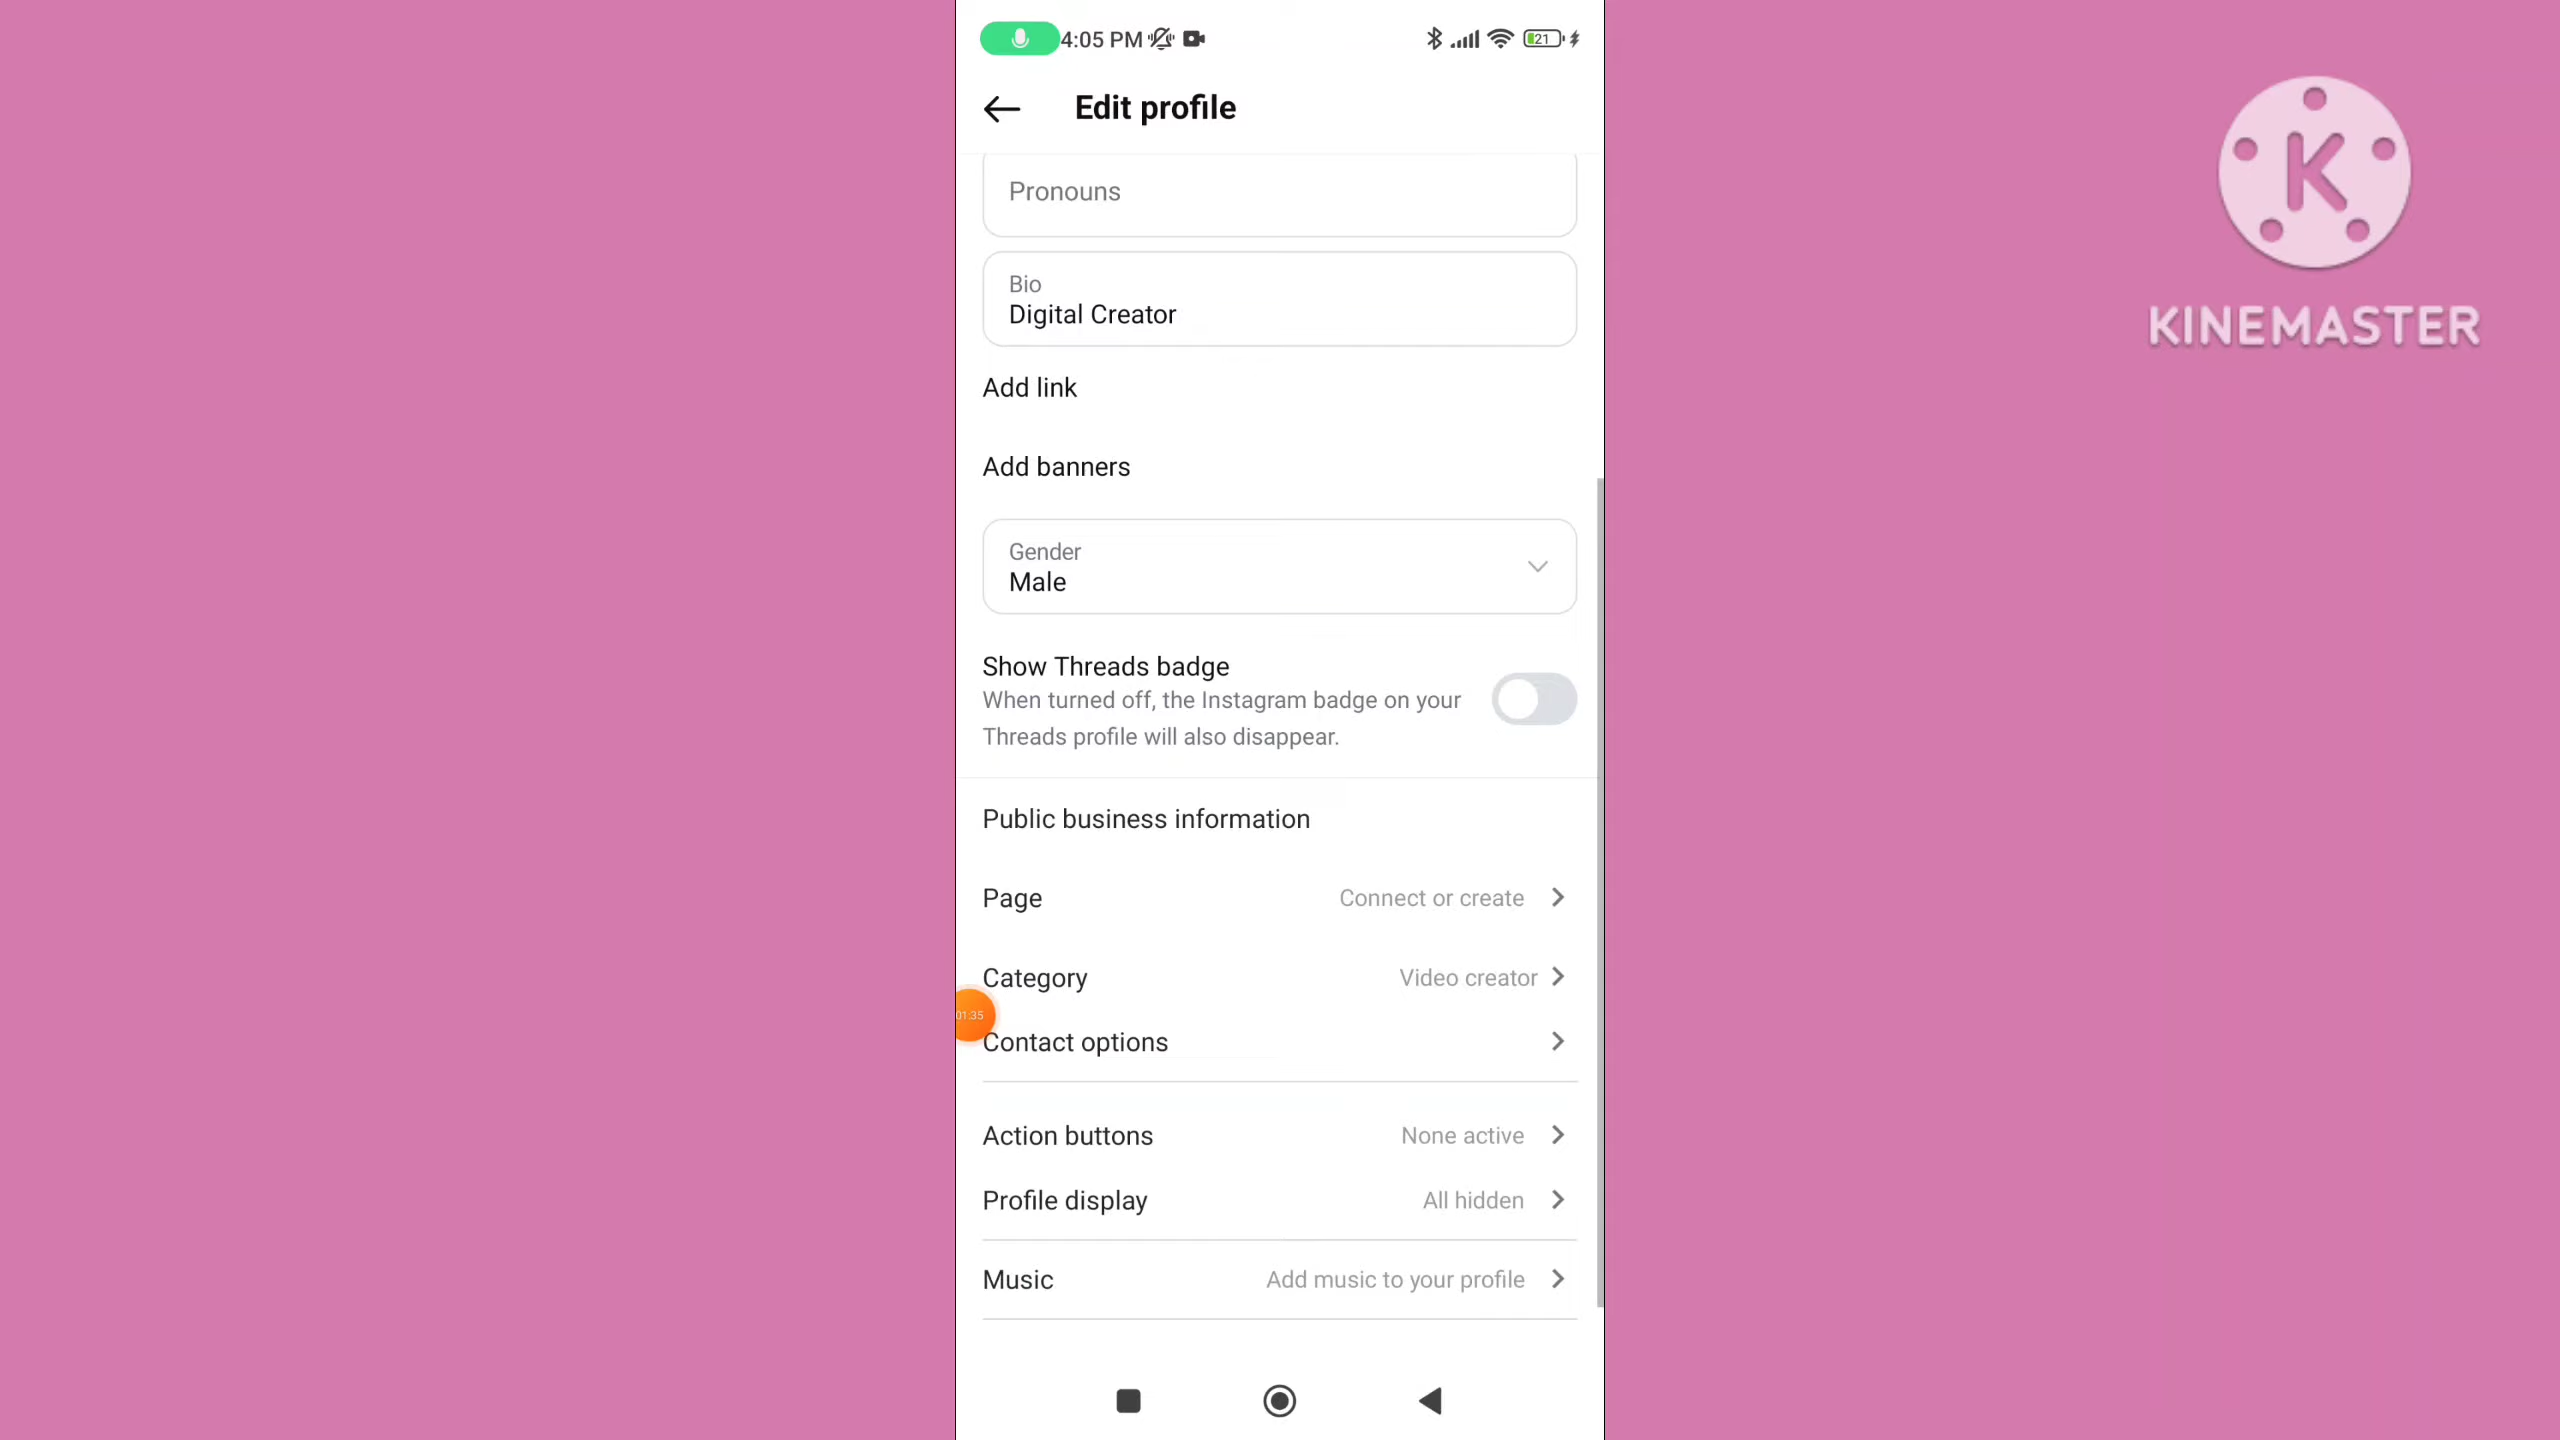 4:05 PM
21
Edit profile
Pronouns
Bio
Digital Creator
Add link
Add banners
Gender
Male
Show Threads badge
When turned off, the Instagram badge on your
Threads profile will also disappear.
Public business information
Page Connect or create
Category Video creator
01:35
Contact options
Action buttons None active
Profile display All hidden
Music Add music to your profile
K
KINEMASTER